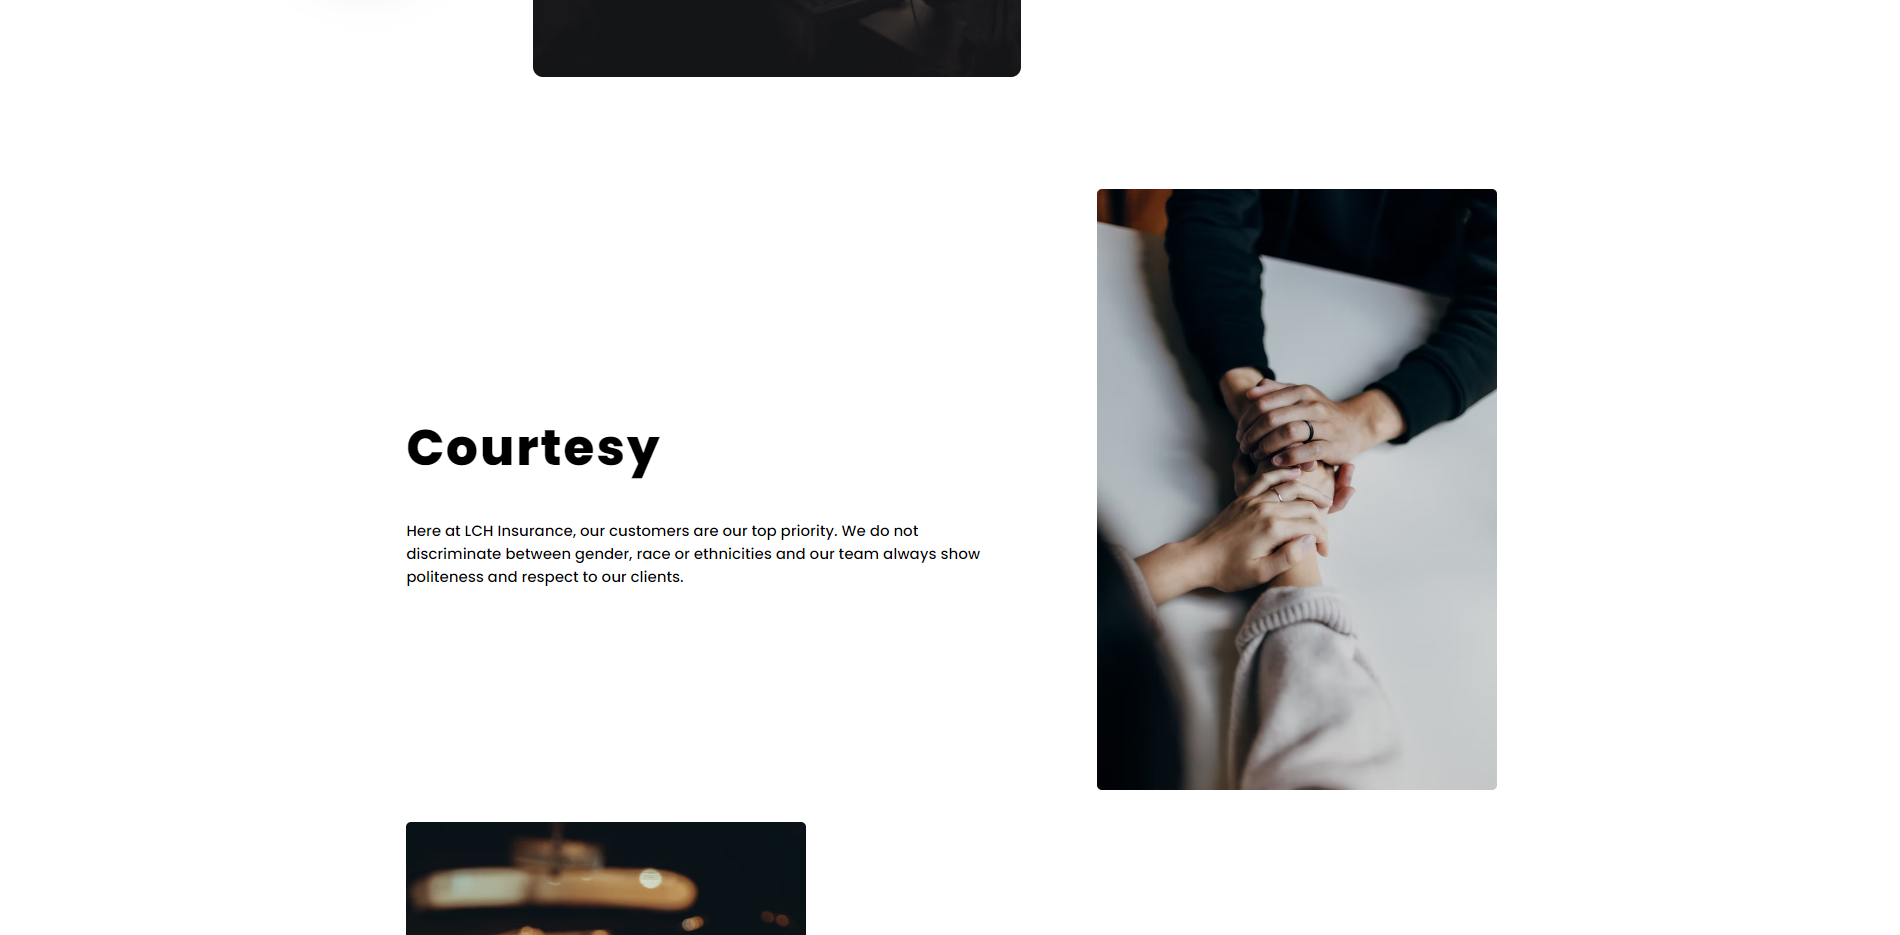 Courtesy
Here at LCH Insurance, our customers are our top priority. We do not
discriminate between gender, race or ethnicities and our team always show
politeness and respect to our clients.